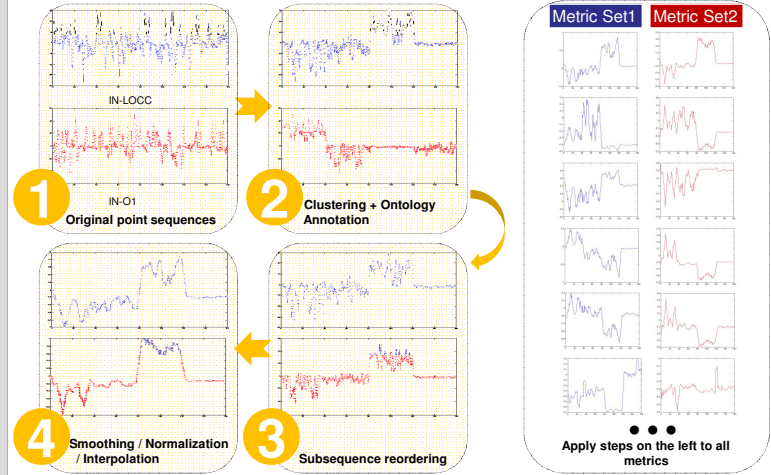 IN-LOCC
IN-O1
1
Original point sequences
2
Clustering + Ontology
Annotation
4
Smoothing / Normalization
/ Interpolation
3
Subsequence reordering
Metric Set1 Metric Set2
Apply steps on the left to all
metrics